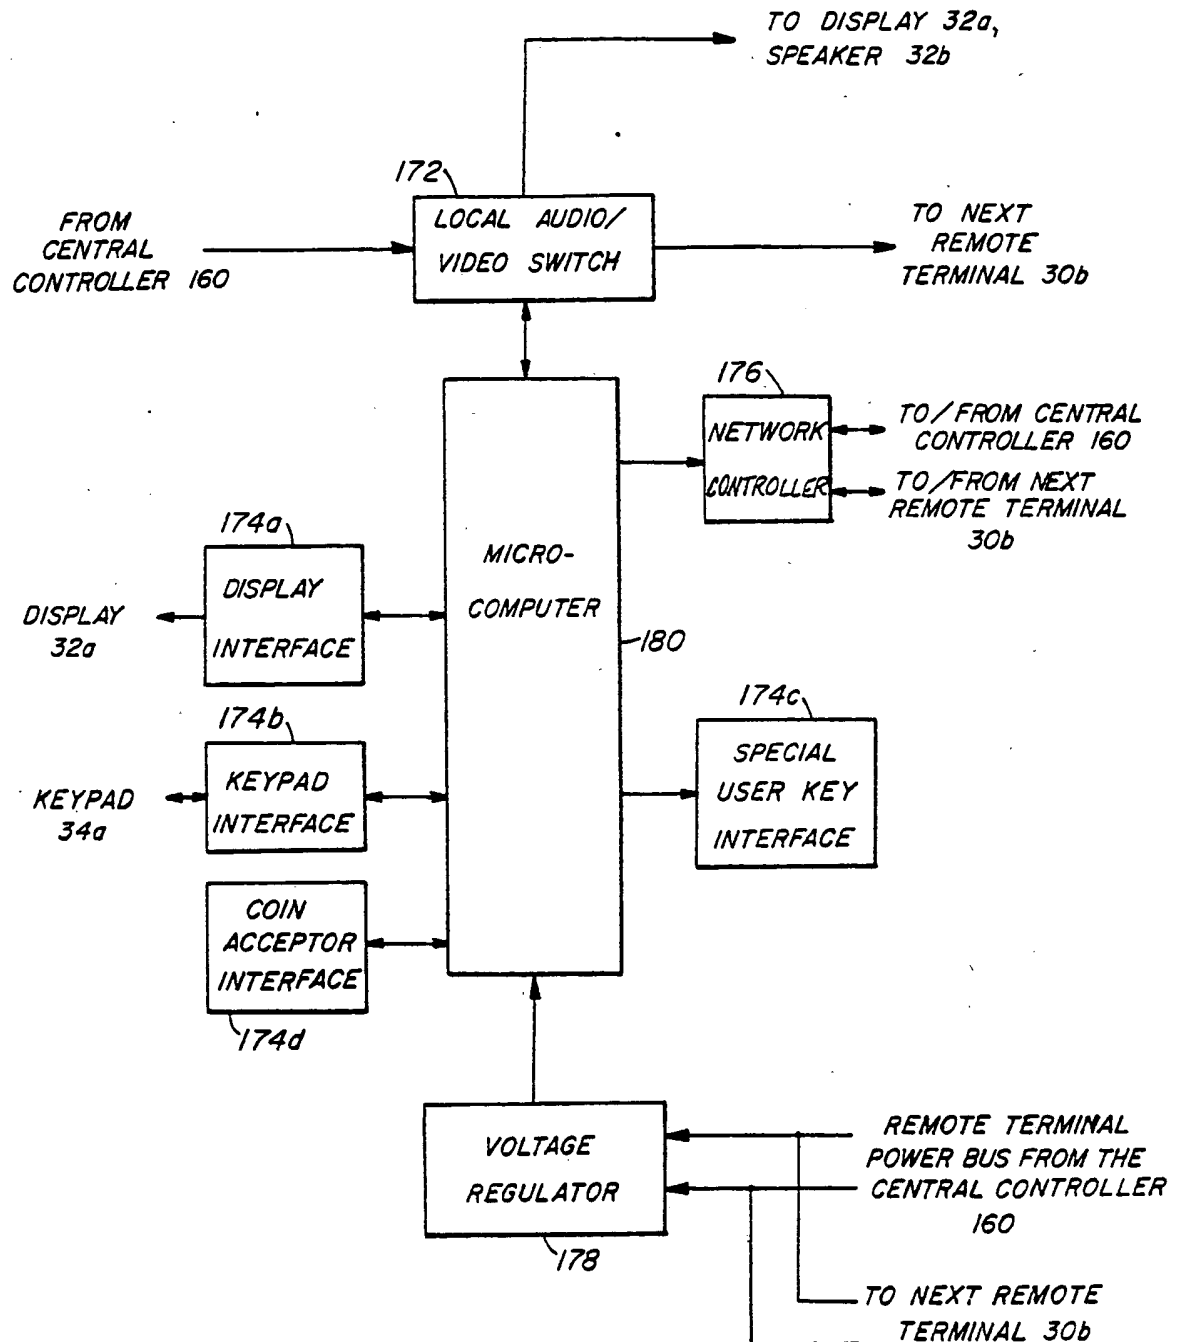 TO DISPLAY 32a,
SPEAKER 32b
172
LOCAL AUDIO/
VIDEO SWITCH
FROM
CENTRAL
CONTROLLER 160
TO NEXT
REMOTE
TERMINAL 30b
176
NETWORK
CONTROLLER
TO/FROM CENTRAL
CONTROLLER 160
TO/FROM NEXT
REMOTE TERMINAL
30b
MICRO-
COMPUTER
180
174a
DISPLAY
INTERFACE
DISPLAY
32a
174b
KEYPAD
INTERFACE
KEYPAD
34a
174c
SPECIAL
USER KEY
INTERFACE
COIN
ACCEPTOR
INTERFACE
174d
VOLTAGE
REGULATOR
178
REMOTE TERMINAL
POWER BUS FROM THE
CENTRAL CONTROLLER
160
TO NEXT REMOTE
TERMINAL 30b